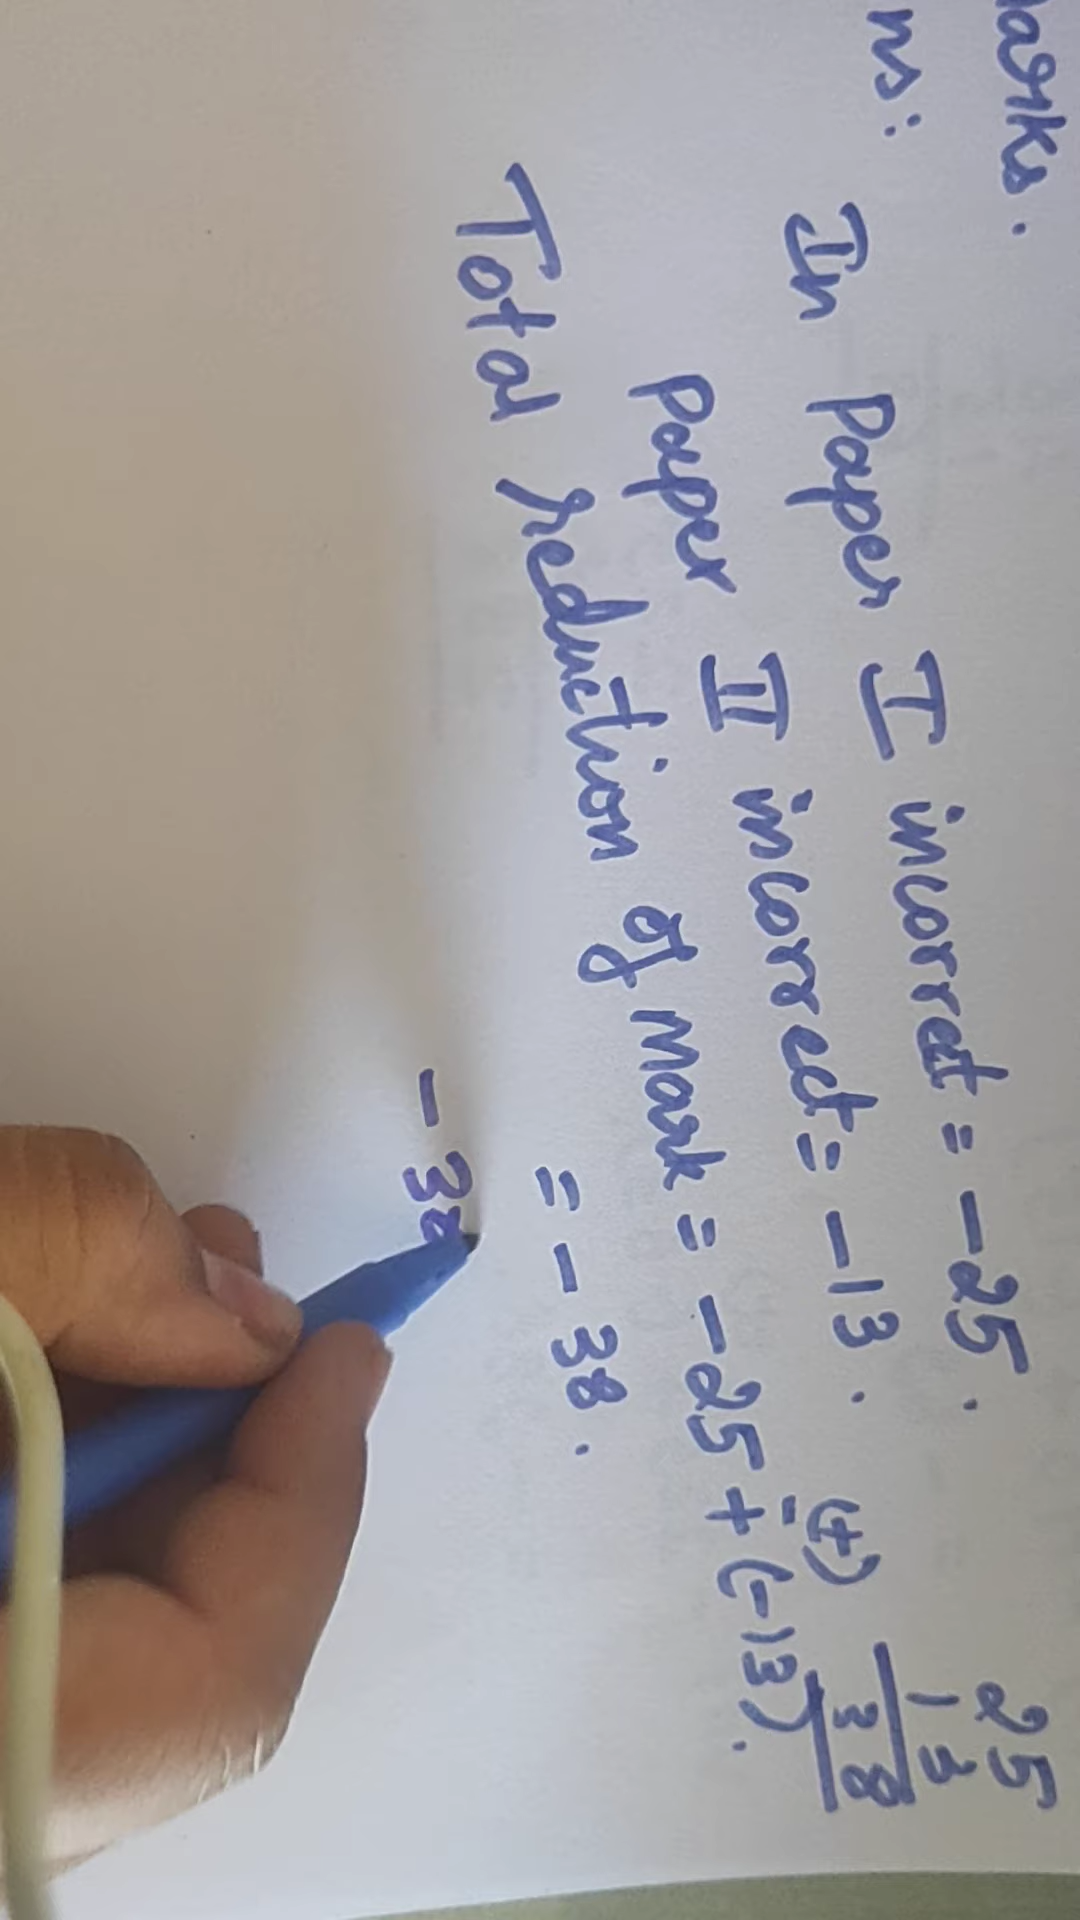 ns:
In Paper I incorrect = -25.
Paper II incorrect = -13.
Total reduction of mark = -25 + (-13).
= - 38.
- 38
25
13
38
- (+)